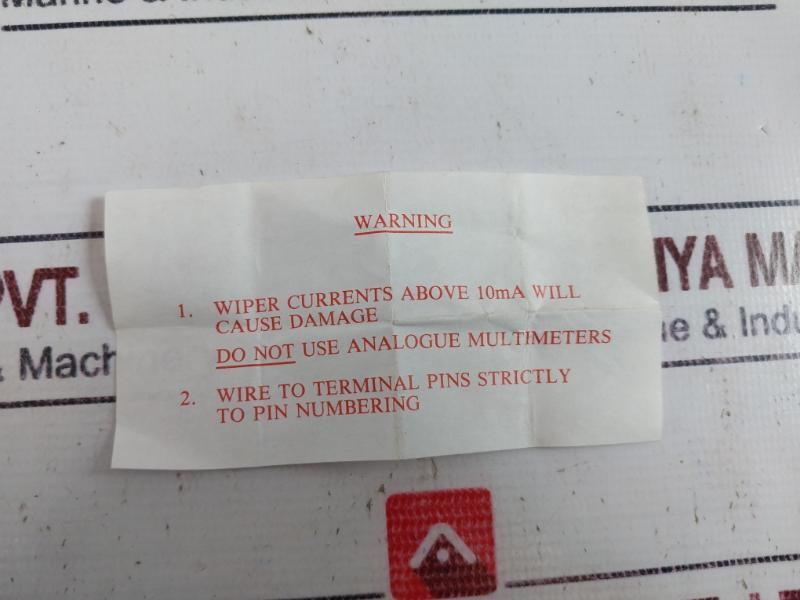 WARNING
1. WIPER CURRENTS ABOVE 10mA WILL
CAUSE DAMAGE
DO NOT USE ANALOGUE MULTIMETERS
2. WIRE TO TERMINAL PINS STRICTLY
TO PIN NUMBERING
PVT.
& Mach
IYA MA
e & Indu